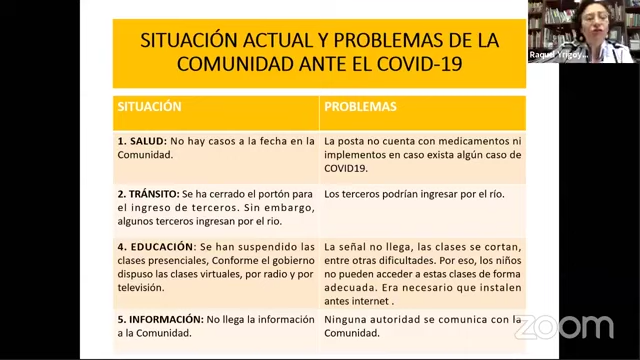 SITUACIÓN ACTUAL Y PROBLEMAS DE LA
COMUNIDAD ANTE EL COVID-19
SITUACIÓN
PROBLEMAS
1. SALUD: No hay casos a la fecha en la
Comunidad.
La posta no cuenta con medicamentos ni
implementos en caso exista algún caso de
COVID19.
2. TRÁNSITO: Se ha cerrado el portón para
el ingreso de terceros. Sin embargo,
algunos terceros ingresan por el rio.
Los terceros podrían ingresar por el río.
4. EDUCACIÓN: Se han suspendido las
clases presenciales, Conforme el gobierno
dispuso las clases virtuales, por radio y por
televisión.
La señal no llega, las clases se cortan,
entre otras dificultades. Por eso, los niños
no pueden acceder a estas clases de forma
adecuada. Era necesario que instalen
antes internet .
5. INFORMACIÓN: No llega la información
a la Comunidad.
Ninguna autoridad se comunica con la
Comunidad.
Raquel Yrigoy...
zoom